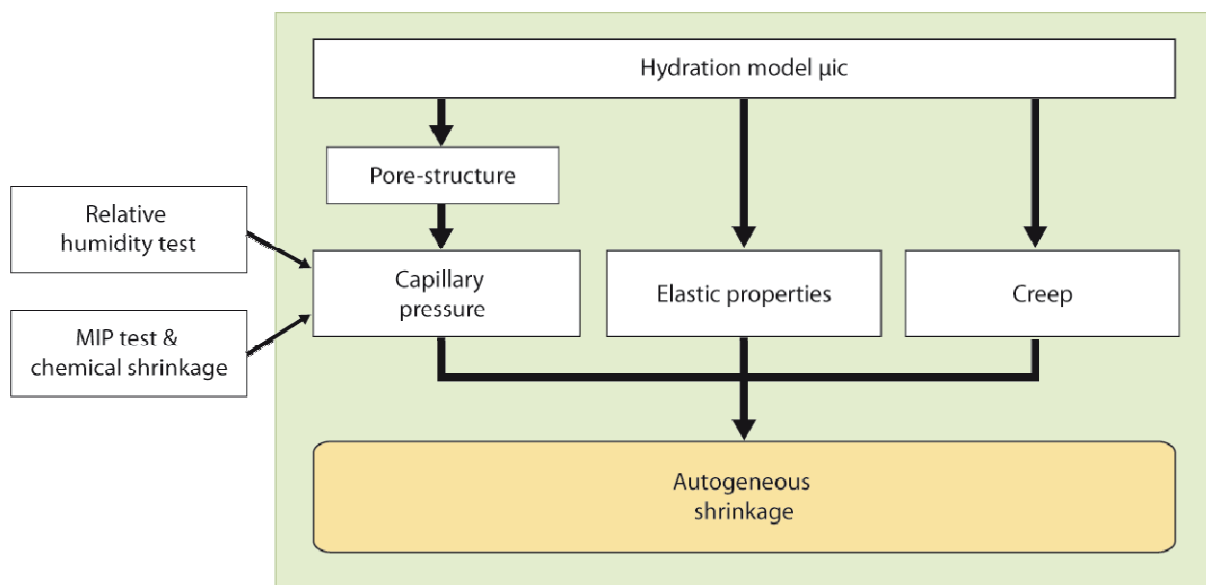 Hydration model μic
Pore-structure
Relative
humidity test
Capillary
pressure
Elastic properties
Creep
MIP test &
chemical shrinkage
Autogeneous
shrinkage